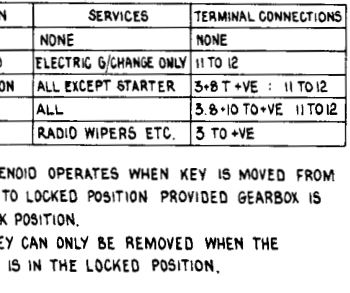 N SERVICES TERMINAL CONNECTIONS
NONE NONE
ELECTRIC G/CHANGE ONLY 11 TO 12
ON ALL EXCEPT STARTER 3+8 T +VE : 11 TO 12
ALL 3.8+10 TO+VE 11 TO 12
RADIO WIPERS ETC. 3 TO +VE
ENOID OPERATES WHEN KEY IS MOVED FROM
TO LOCKED POSITION PROVIDED GEARBOX IS
K POSITION.
EY CAN ONLY BE REMOVED WHEN THE
IS IN THE LOCKED POSITION.